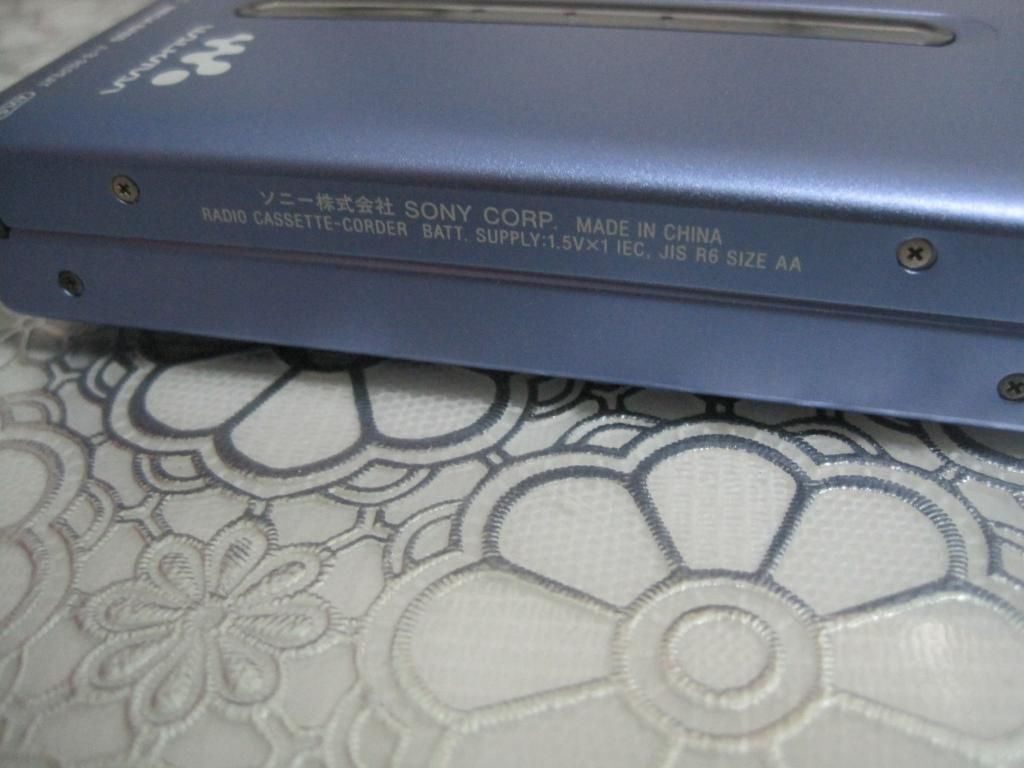 WALKMAN
ソニー株式会社 SONY CORP. MADE IN CHINA
RADIO CASSETTE-CORDER BATT. SUPPLY:1.5V×1 IEC, JIS R6 SIZE AA